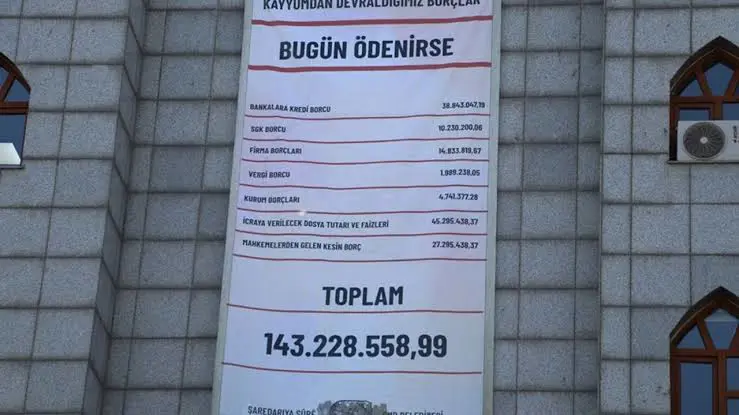 KAYYUMDAN DEVRALDIĞIMIZ BORÇLAR
BUGÜN ÖDENİRSE
BANKALARA KREDİ BORCU 38.843.047,19
SGK BORCU 10.230.200,06
FİRMA BORÇLARI 14.833.819,67
VERGİ BORCU 1.989.238,05
KURUM BORÇLARI 4.741.377,28
İCRAYA VERİLECEK DOSYA TUTARI VE FAİZLERİ 45.295.438,37
MAHKEMELERDEN GELEN KESİN BORÇ 27.295.438,37
TOPLAM
143.228.558,99
ŞAREDARIYA BELEDİYESİ